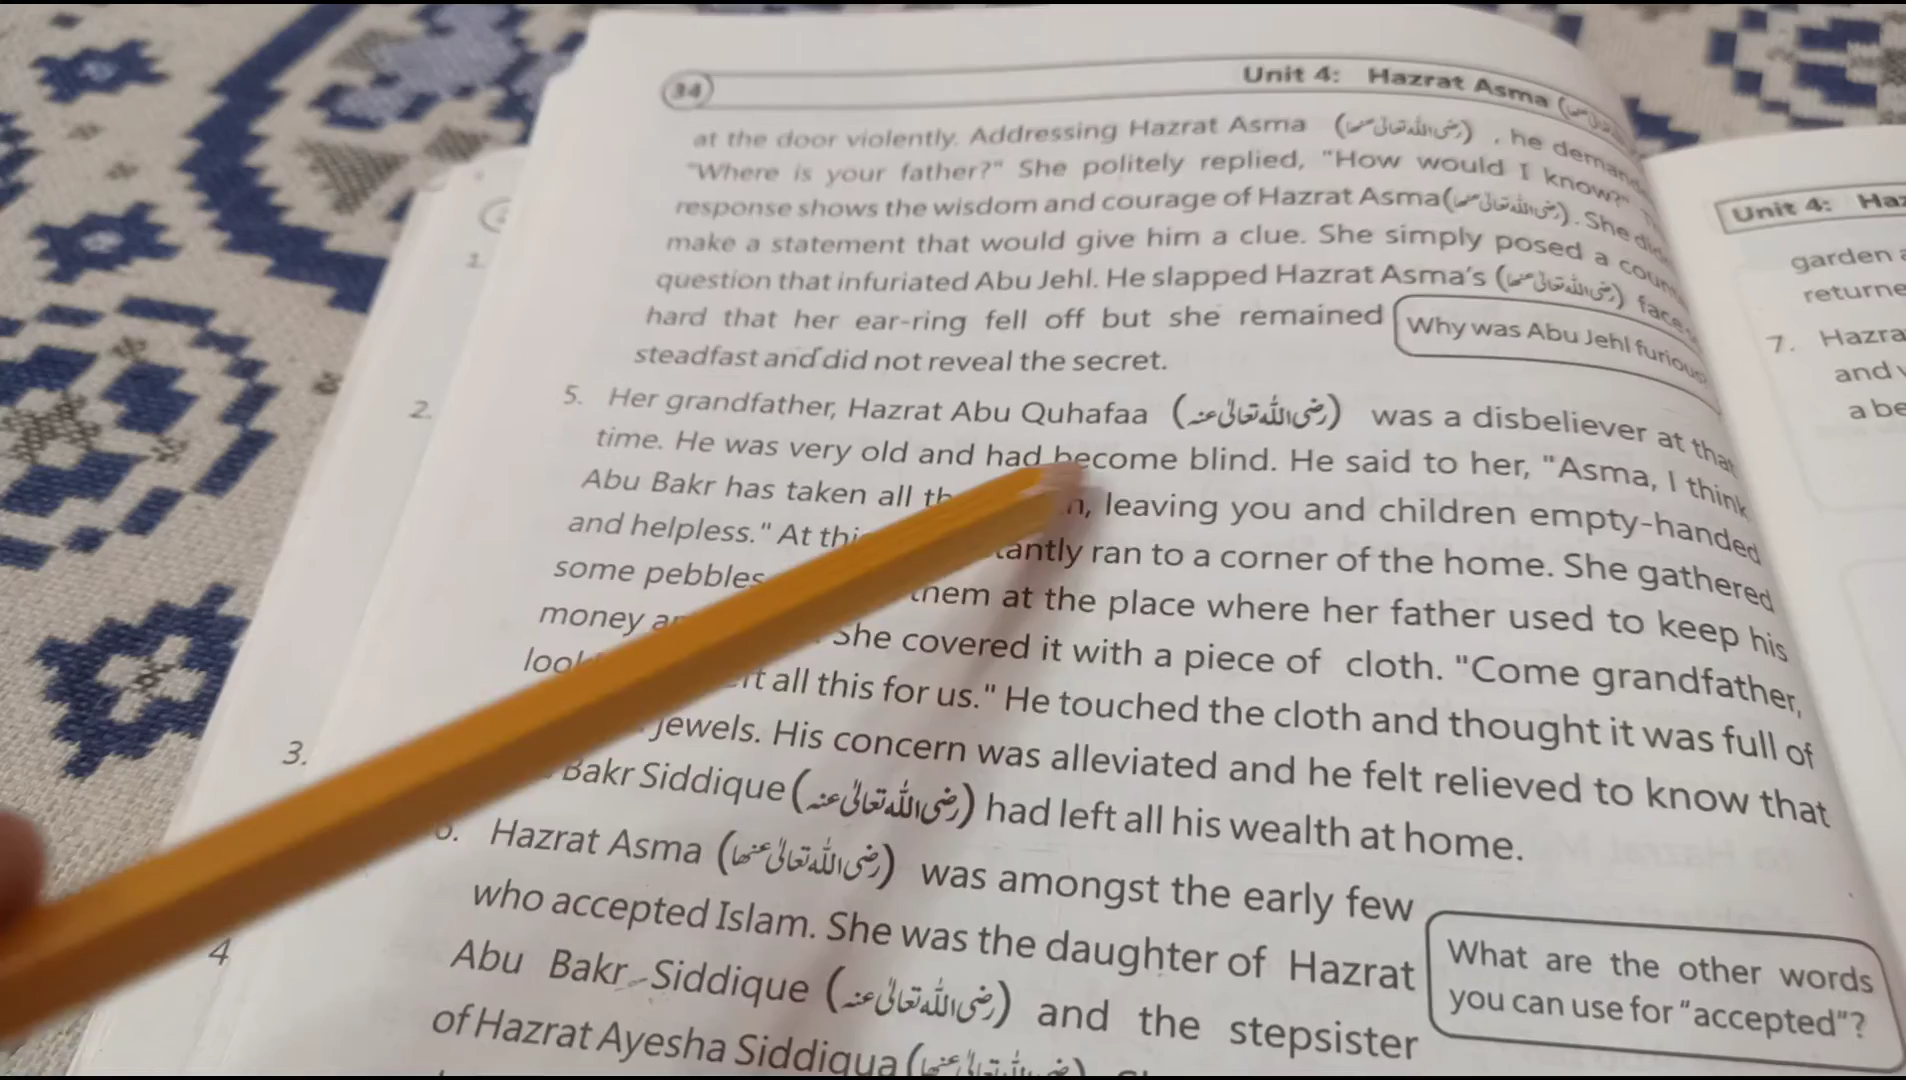 34
Unit 4: Hazrat Asma (
at the door violently. Addressing Hazrat Asma (رضی اللہ تعالیٰ عنہا) , he
"Where is your father?" She politely replied, "How would I know?"
response shows the wisdom and courage of Hazrat Asma(رضی اللہ تعالیٰ عنہا). She
make a statement that would give him a clue. She simply posed a
question that infuriated Abu Jehl. He slapped Hazrat Asma's (رضی اللہ تعالیٰ عنہا) face
hard that her ear-ring fell off but she remained
steadfast and did not reveal the secret.
Why was Abu Jehl furious
5. Her grandfather, Hazrat Abu Quhafaa (رضی اللہ تعالیٰ عنہ) was a disbeliever at that
time. He was very old and had become blind. He said to her, "Asma, I think
Abu Bakr has taken all leaving you and children empty-handed
and helpless." At ran to a corner of the home. She gathered
some pebbles them at the place where her father used to keep his
money She covered it with a piece of cloth. "Come grandfather,
all this for us." He touched the cloth and thought it was full of
jewels. His concern was alleviated and he felt relieved to know that
Bakr Siddique (رضی اللہ تعالیٰ عنہ) had left all his wealth at home.
Hazrat Asma (رضی اللہ تعالیٰ عنہا) was amongst the early few
who accepted Islam. She was the daughter of Hazrat
Abu Bakr Siddique (رضی اللہ تعالیٰ عنہ) and the stepsister
of Hazrat Ayesha Siddiqua (رضی اللہ تعالیٰ عنہا)
What are the other words
you can use for "accepted"?
1.
2.
3.
4
Unit 4:
garden
7.
and